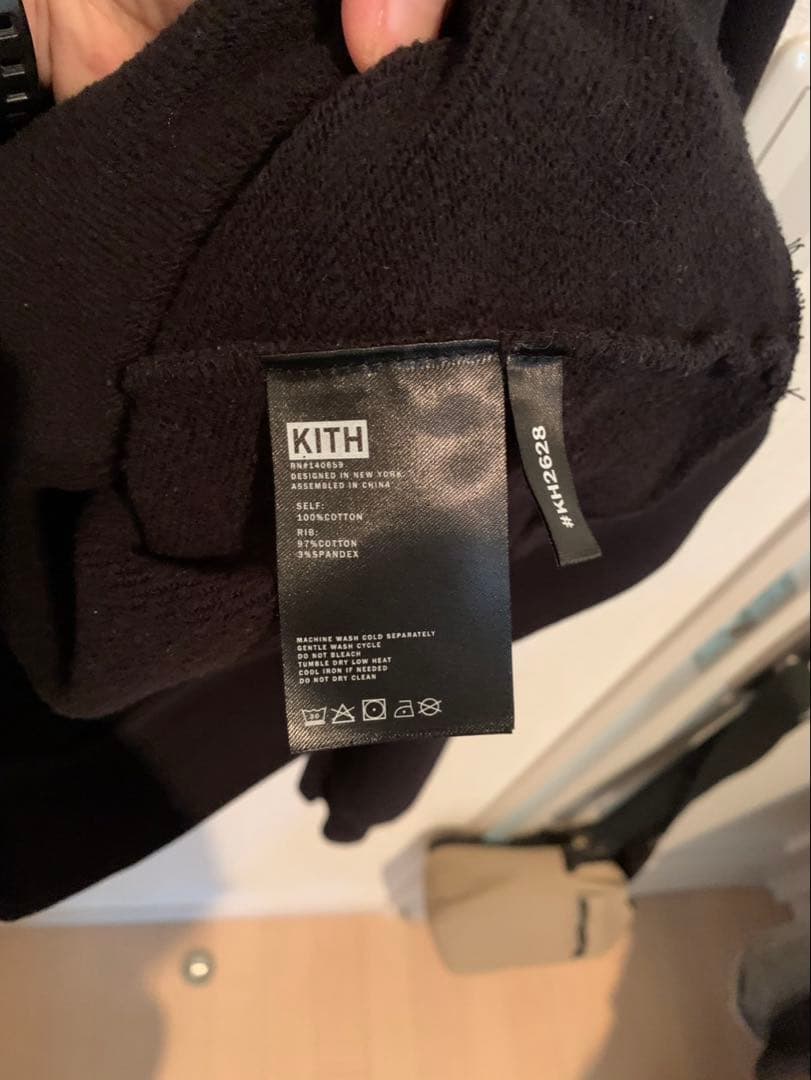 KITH
RN#140659
DESIGNED IN NEW YORK
ASSEMBLED IN CHINA
SELF:
100%COTTON
RIB:
97%COTTON
3%SPANDEX
MACHINE WASH COLD SEPARATELY
GENTLE WASH CYCLE
DO NOT BLEACH
TUMBLE DRY LOW HEAT
COOL IRON IF NEEDED
DO NOT DRY CLEAN
30
#KH2628